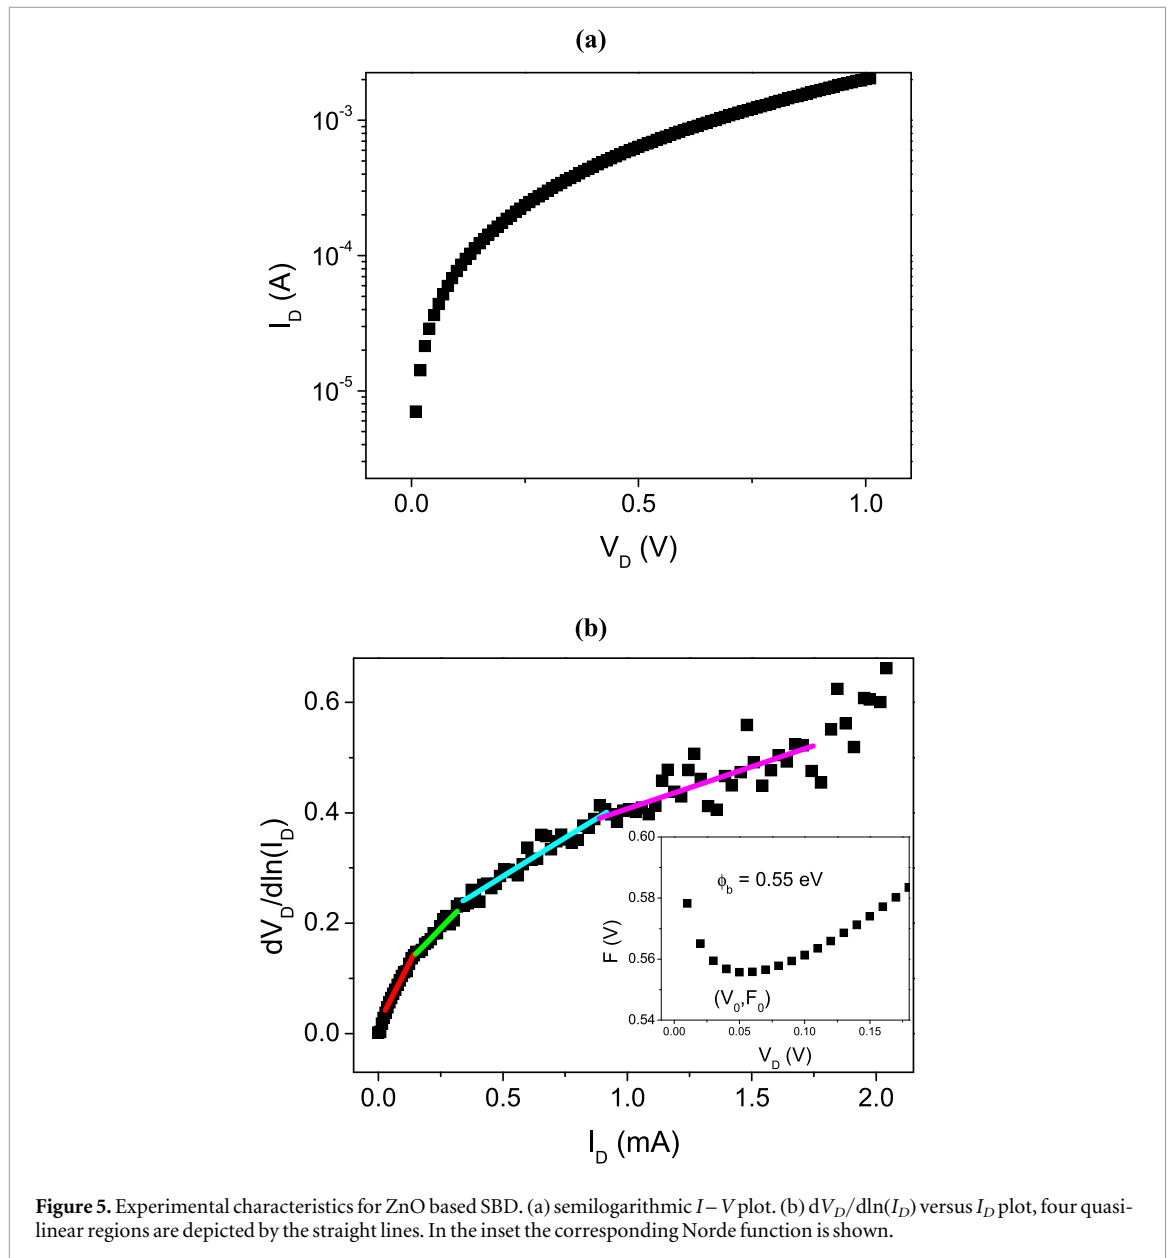 (a)
10⁻³
10⁻⁴
10⁻⁵
I_D (A)
0.0 0.5 1.0
V_D (V)
(b)
0.6
0.4
0.2
0.0
dV_D/dln(I_D)
0.0 0.5 1.0 1.5 2.0
I_D (mA)
0.60
0.58
0.56
0.54
F (V)
ϕ_b = 0.55 eV
(V_0,F_0)
0.00 0.05 0.10 0.15
V_D (V)
Figure 5. Experimental characteristics for ZnO based SBD. (a) semilogarithmic I – V plot. (b) dV_D/dln(I_D) versus I_D plot, four quasi-
linear regions are depicted by the straight lines. In the inset the corresponding Norde function is shown.